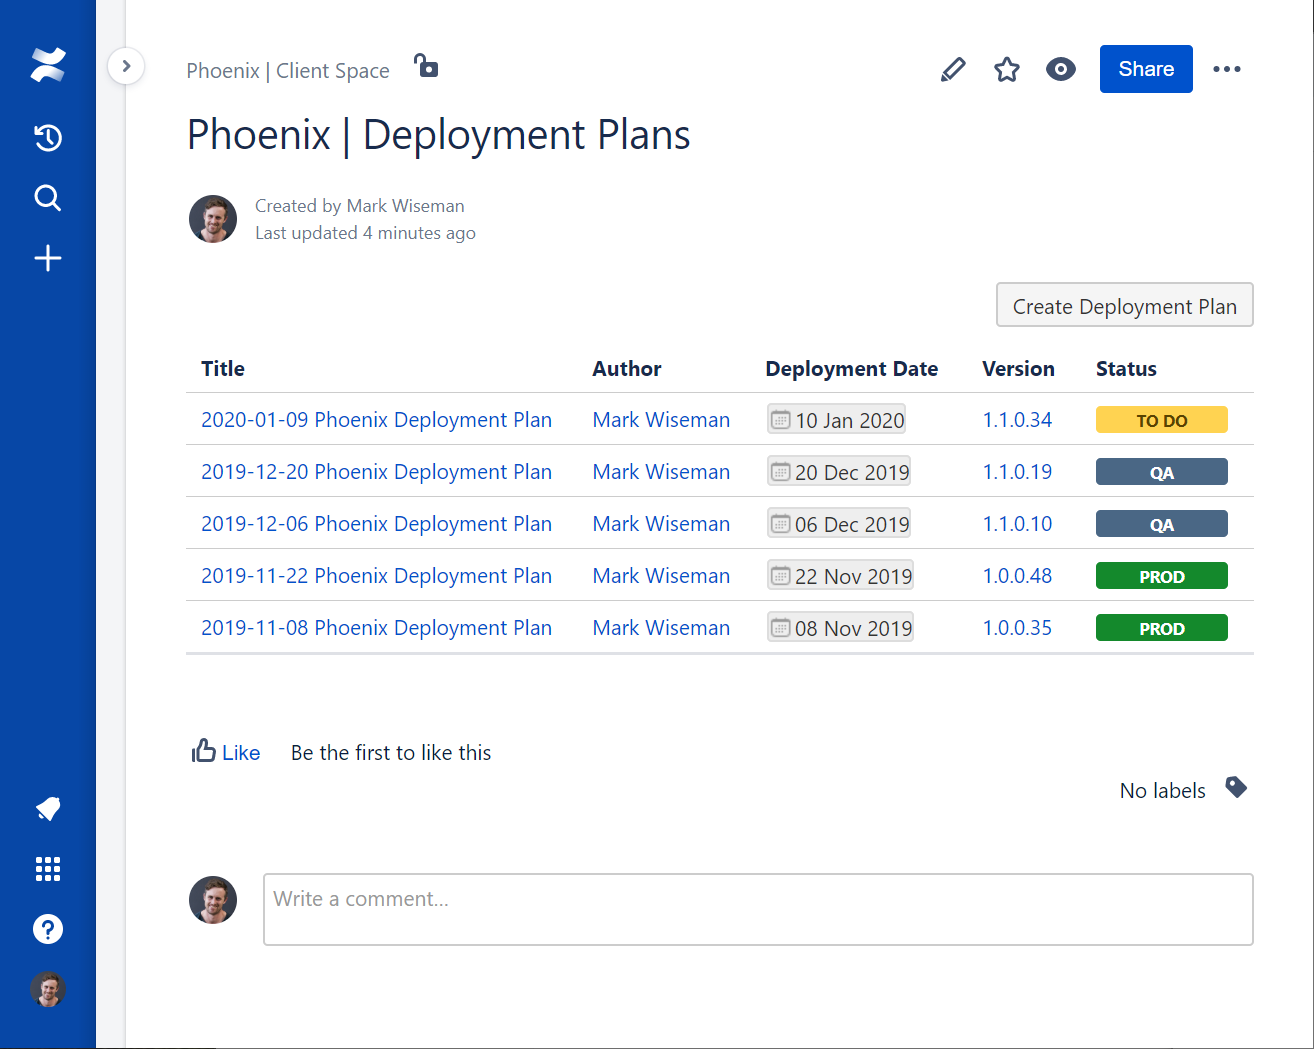 Phoenix | Client Space
Share
Phoenix | Deployment Plans
Created by Mark Wiseman
Last updated 4 minutes ago
Create Deployment Plan
Title Author Deployment Date Version Status
2020-01-09 Phoenix Deployment Plan Mark Wiseman 10 Jan 2020 1.1.0.34 TO DO
2019-12-20 Phoenix Deployment Plan Mark Wiseman 20 Dec 2019 1.1.0.19 QA
2019-12-06 Phoenix Deployment Plan Mark Wiseman 06 Dec 2019 1.1.0.10 QA
2019-11-22 Phoenix Deployment Plan Mark Wiseman 22 Nov 2019 1.0.0.48 PROD
2019-11-08 Phoenix Deployment Plan Mark Wiseman 08 Nov 2019 1.0.0.35 PROD
Like Be the first to like this
No labels
Write a comment...